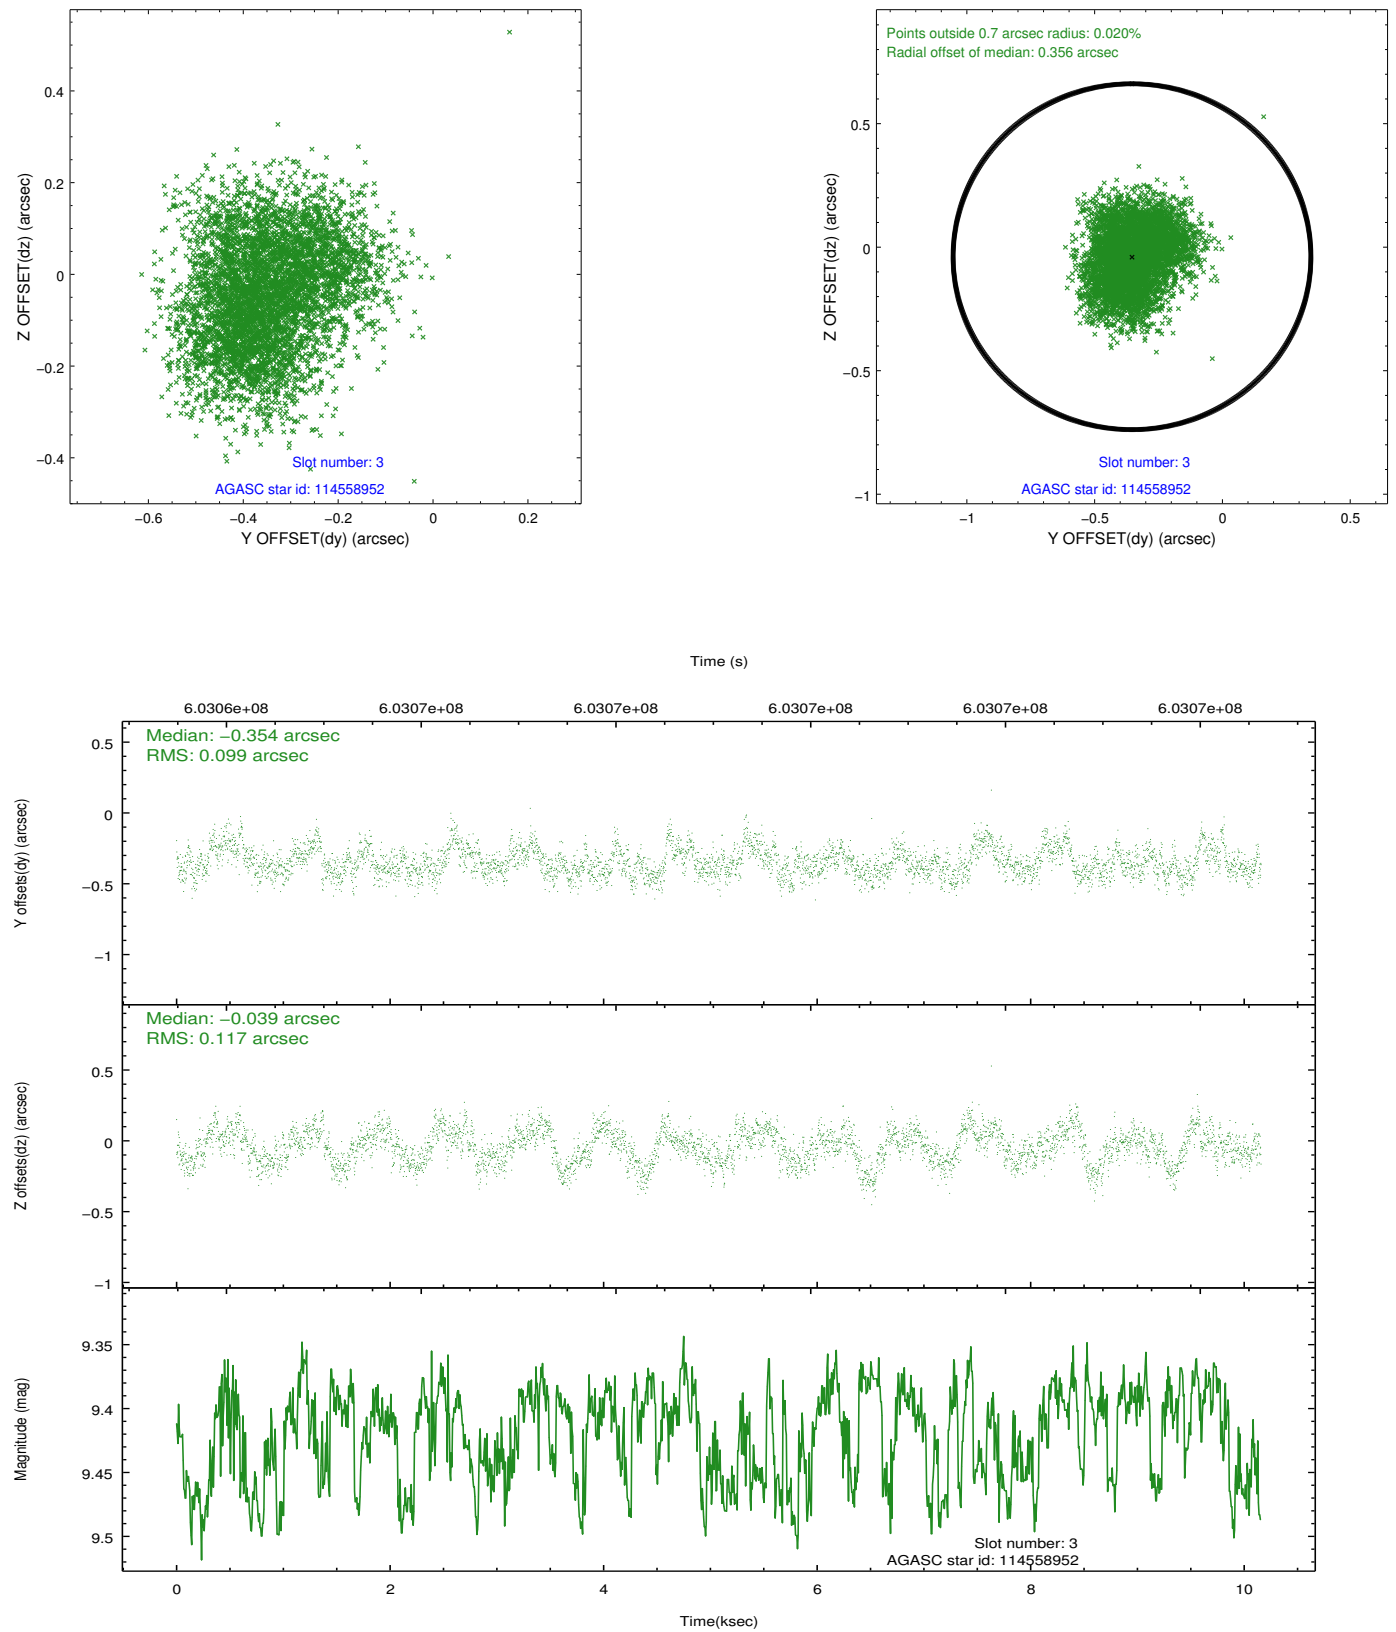 0.4
0.2
0
−0.2
−0.4
Z OFFSET(dz) (arcsec)
Slot number: 3
AGASC star id: 114558952
−0.6
−0.4
−0.2
0
0.2
Y OFFSET(dy) (arcsec)
Points outside 0.7 arcsec radius: 0.020%
Radial offset of median: 0.356 arcsec
0.5
0
−0.5
−1
Z OFFSET(dz) (arcsec)
Slot number: 3
AGASC star id: 114558952
−1
−0.5
0
0.5
Y OFFSET(dy) (arcsec)
Time (s)
6.0306e+08
6.0307e+08
6.0307e+08
6.0307e+08
6.0307e+08
6.0307e+08
Median: −0.354 arcsec
RMS: 0.099 arcsec
0.5
0
−0.5
−1
Y offsets(dy) (arcsec)
Median: −0.039 arcsec
RMS: 0.117 arcsec
0.5
0
−0.5
−1
Z offsets(dz) (arcsec)
9.35
9.4
9.45
9.5
Magnitude (mag)
Slot number: 3
AGASC star id: 114558952
0
2
4
6
8
10
Time(ksec)